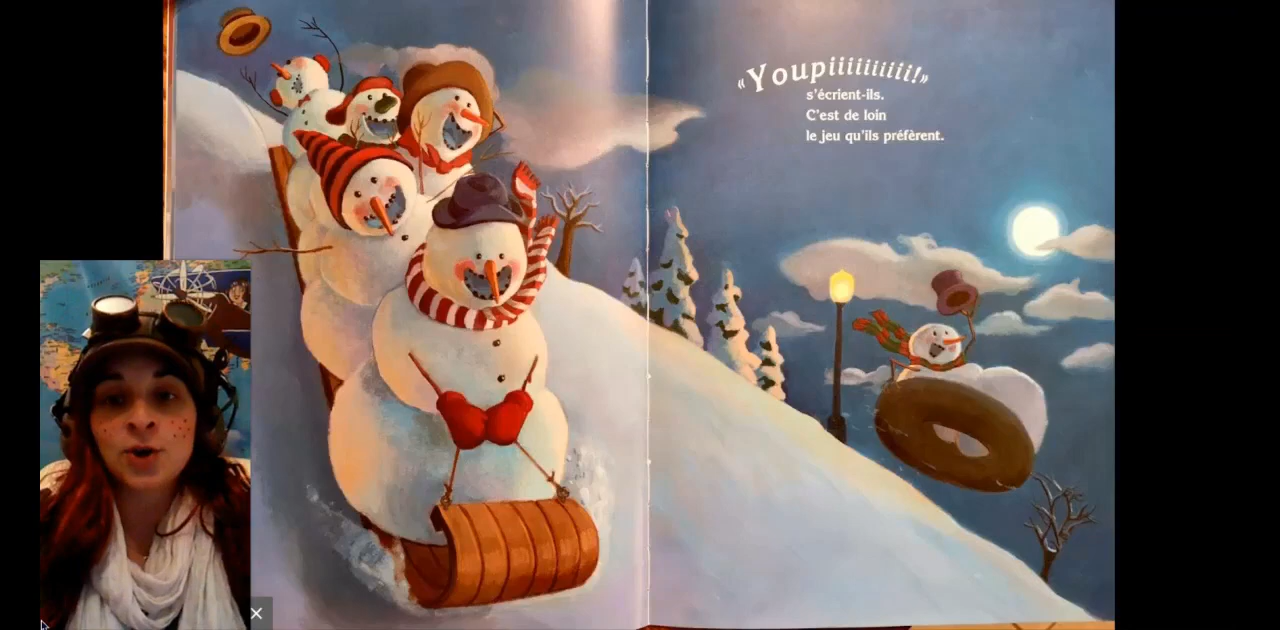 «Youpiiiiiiiiii!»
s'écrient-ils.
C'est de loin
le jeu qu'ils préfèrent.